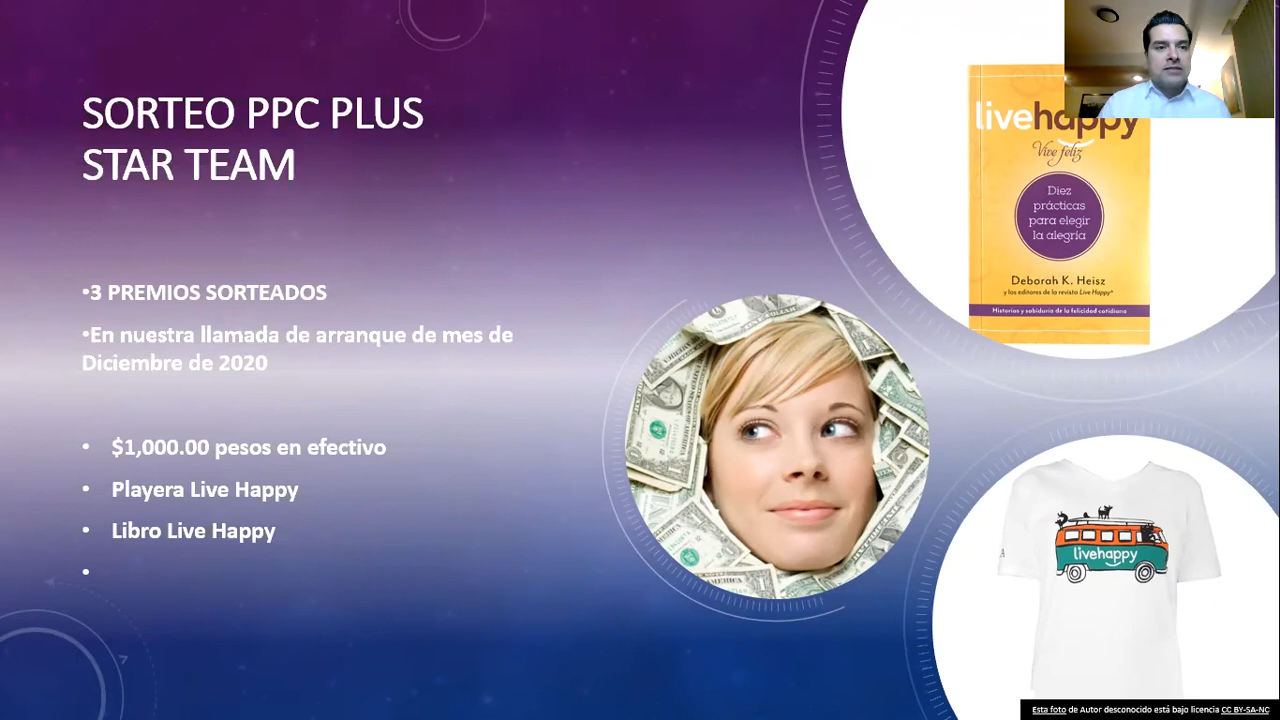 SORTEO PPC PLUS
STAR TEAM
•3 PREMIOS SORTEADOS
•En nuestra llamada de arranque de mes de
Diciembre de 2020
• $1,000.00 pesos en efectivo
• Playera Live Happy
• Libro Live Happy
•
livehappy
Vive feliz
Diez
prácticas
para elegir
la alegría
Deborah K. Heisz
y los editores de la revista Live Happy®
Historias y sabiduría de la felicidad cotidiana
AMERICA
livehappy
Esta foto de Autor desconocido está bajo licencia CC BY-SA-NC